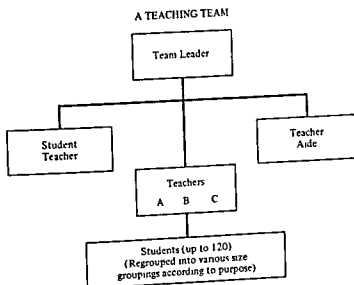 A TEACHING TEAM
Team Leader
Student
Teacher
Teacher
Aide
Teachers
A B C
Students (up to 120)
(Regrouped into various size
groupings according to purpose)